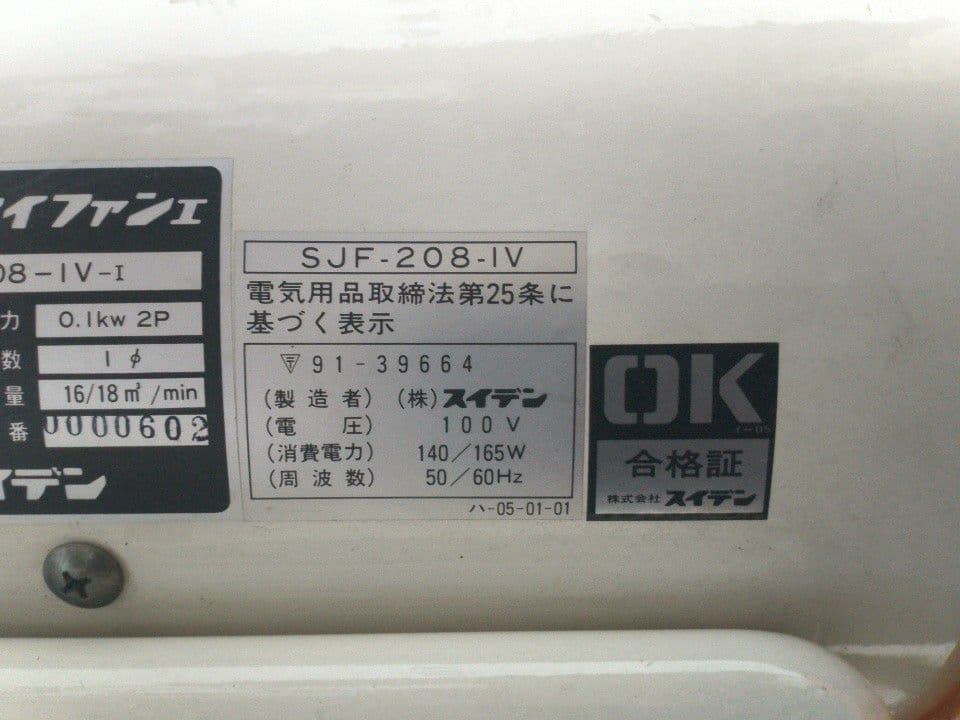 イファンI
08-1V-I
力 0.1kw 2P
数 1φ
量 16/18㎥/min
番 0000602
イデン
SJF-208-1V
電気用品取締法第25条に
基づく表示
91-39664
(製造者) (株)スイデン
(電圧) 100V
(消費電力) 140/165W
(周波数) 50/60Hz
ハ-05-01-01
OK
イ-05
合格証
株式会社 スイデン